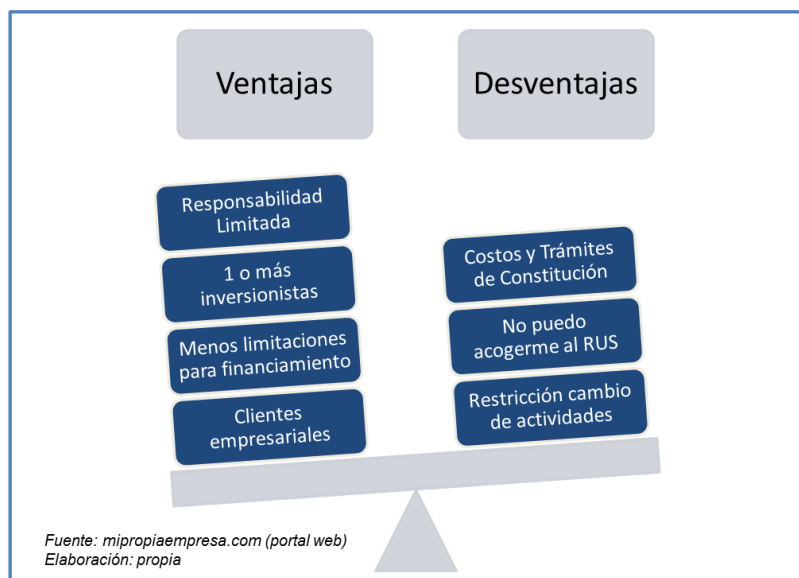 Ventajas
Desventajas
Responsabilidad
Limitada
1 o más
inversionistas
Menos limitaciones
para financiamiento
Clientes
empresariales
Costos y Trámites
de Constitución
No puedo
acogerme al RUS
Restricción cambio
de actividades
Fuente: mipropiaempresa.com (portal web)
Elaboración: propia